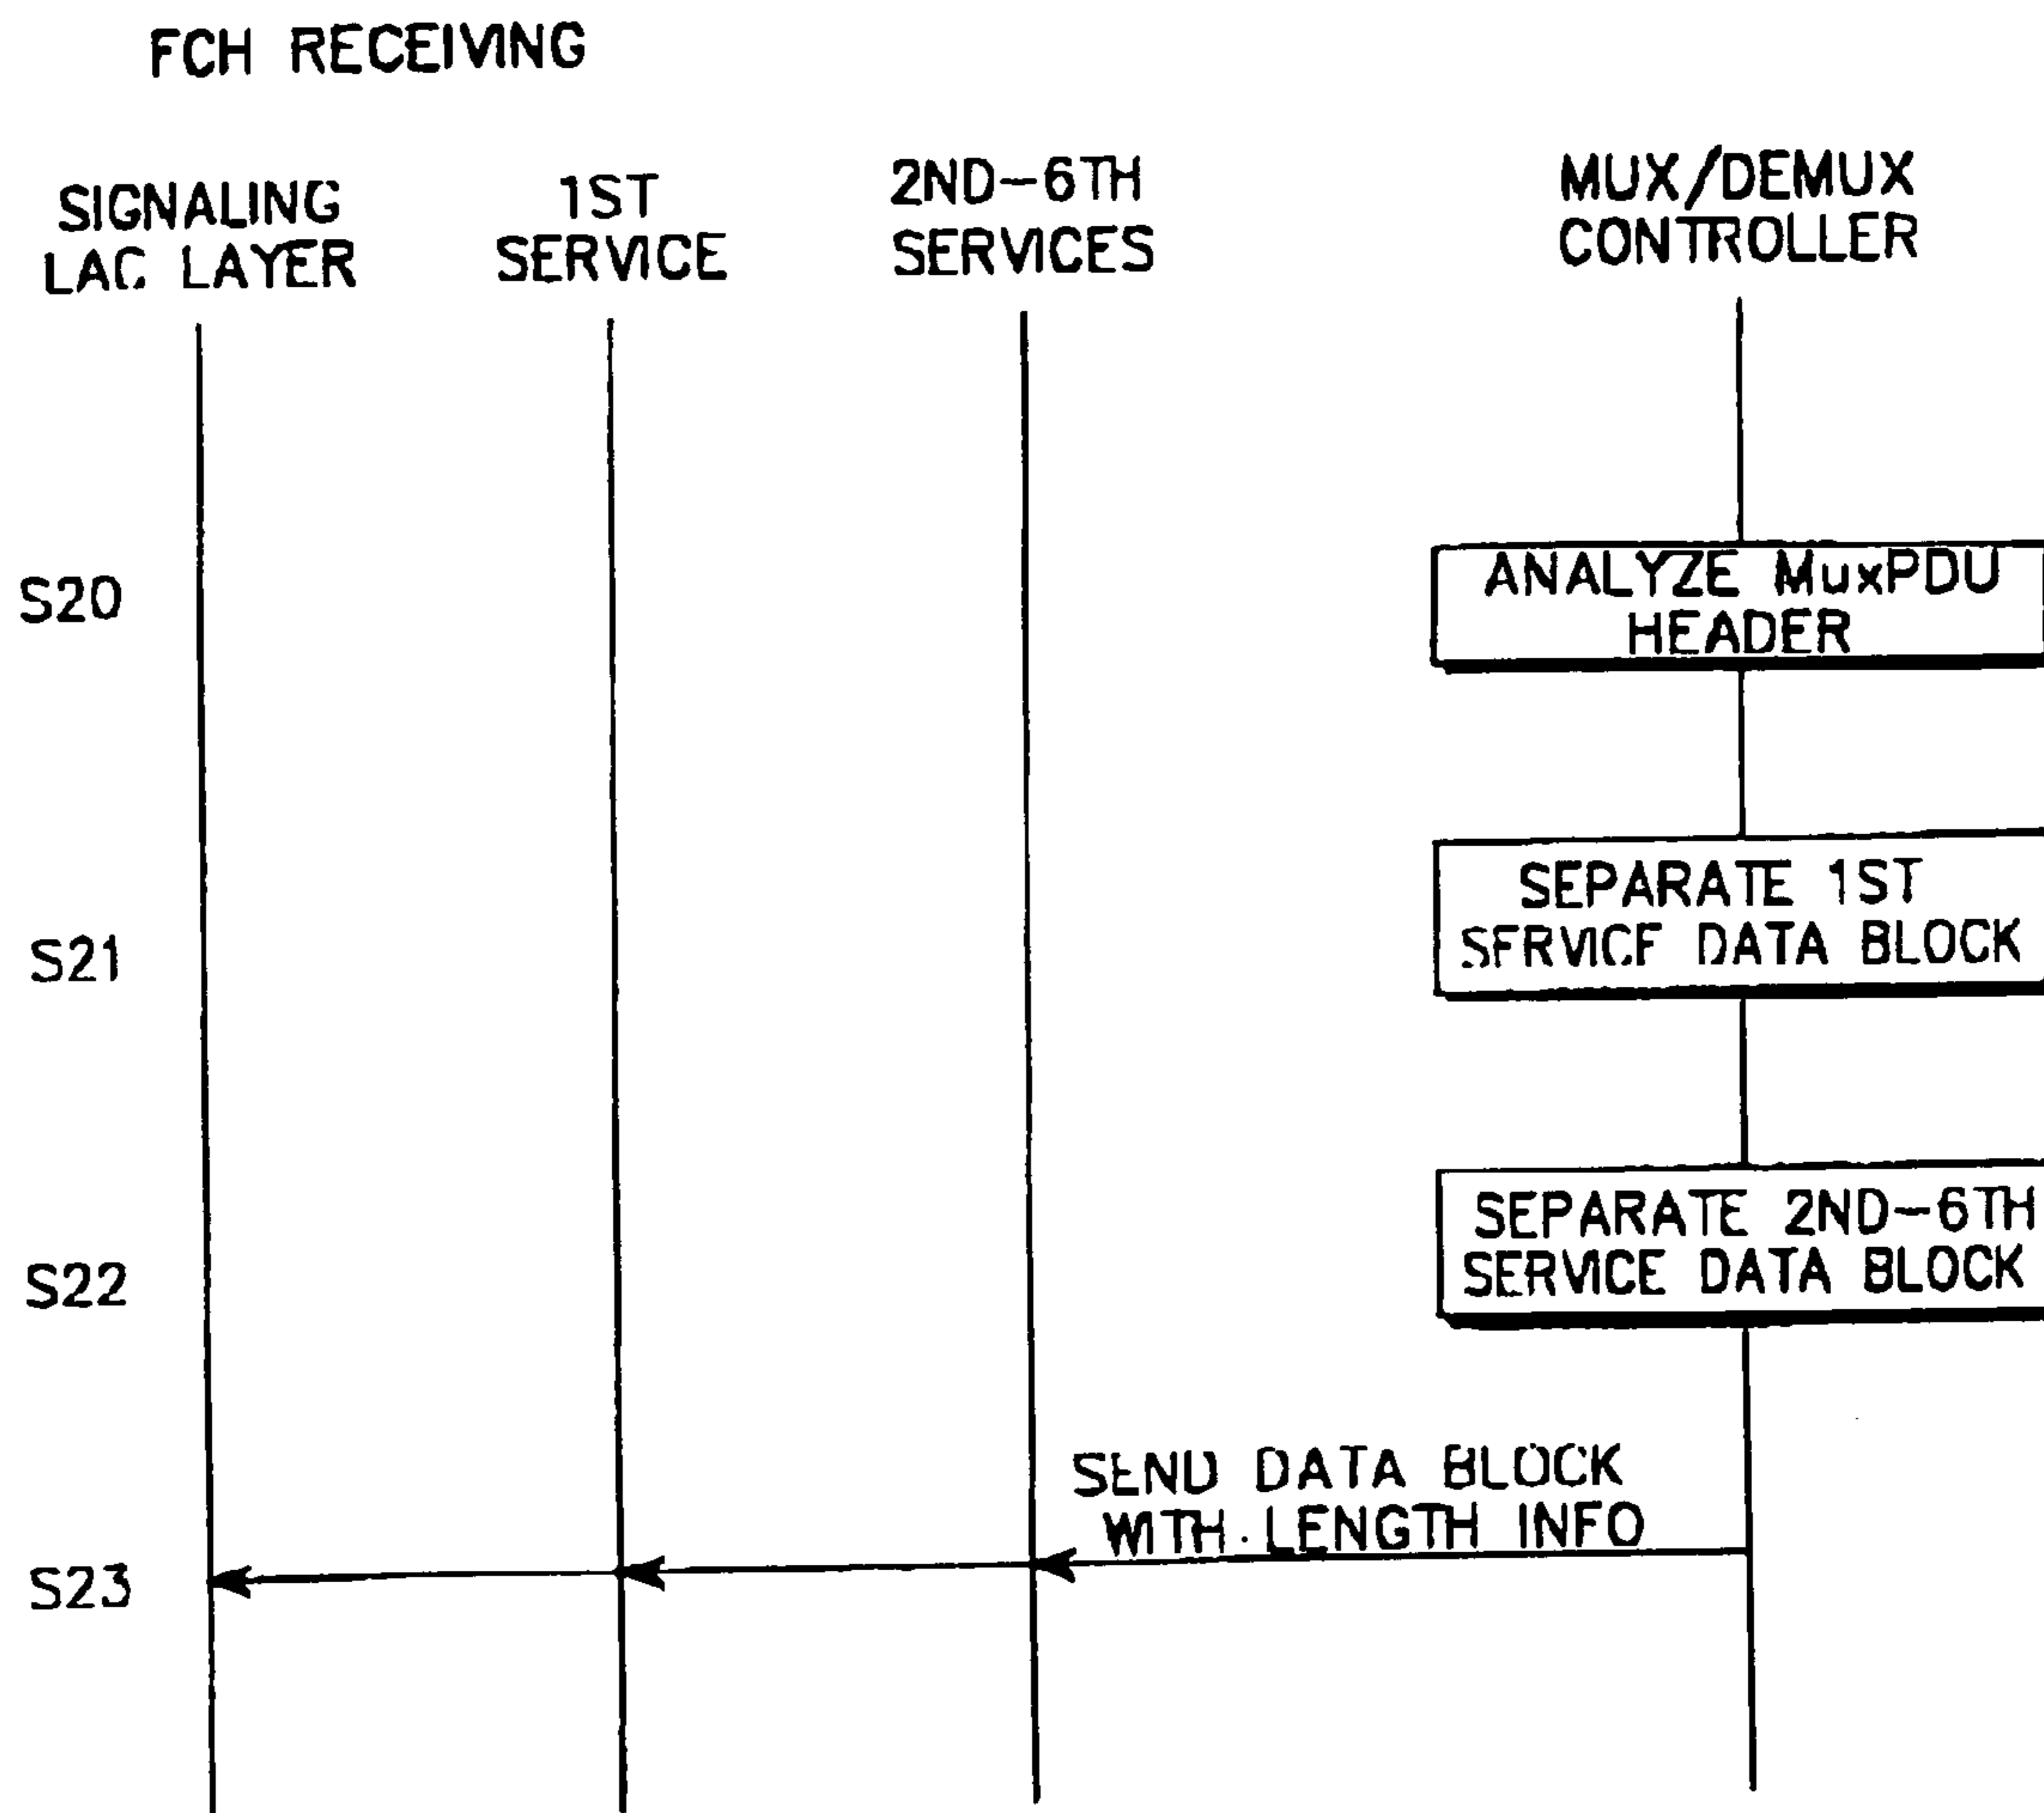 FCH RECEIVING
SIGNALING
LAC LAYER
1ST
SERVICE
2ND-6TH
SERVICES
MUX/DEMUX
CONTROLLER
S20
ANALYZE MuxPDU
HEADER
S21
SEPARATE 1ST
SERVICE DATA BLOCK
S22
SEPARATE 2ND-6TH
SERVICE DATA BLOCK
SEND DATA BLOCK
WITH LENGTH INFO
S23